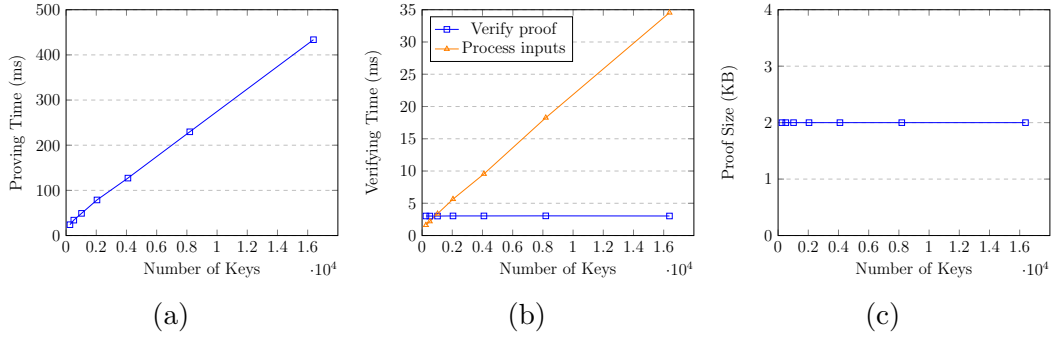 500
400
300
200
100
0
Proving Time (ms)
0 0.2 0.4 0.6 0.8 1 1.2 1.4 1.6
·10⁴
Number of Keys
(a)
35
30
25
20
15
10
5
0
Verifying Time (ms)
Verify proof
Process inputs
0 0.2 0.4 0.6 0.8 1 1.2 1.4 1.6
·10⁴
Number of Keys
(b)
4
3
2
1
0
Proof Size (KB)
0 0.2 0.4 0.6 0.8 1 1.2 1.4 1.6
·10⁴
Number of Keys
(c)